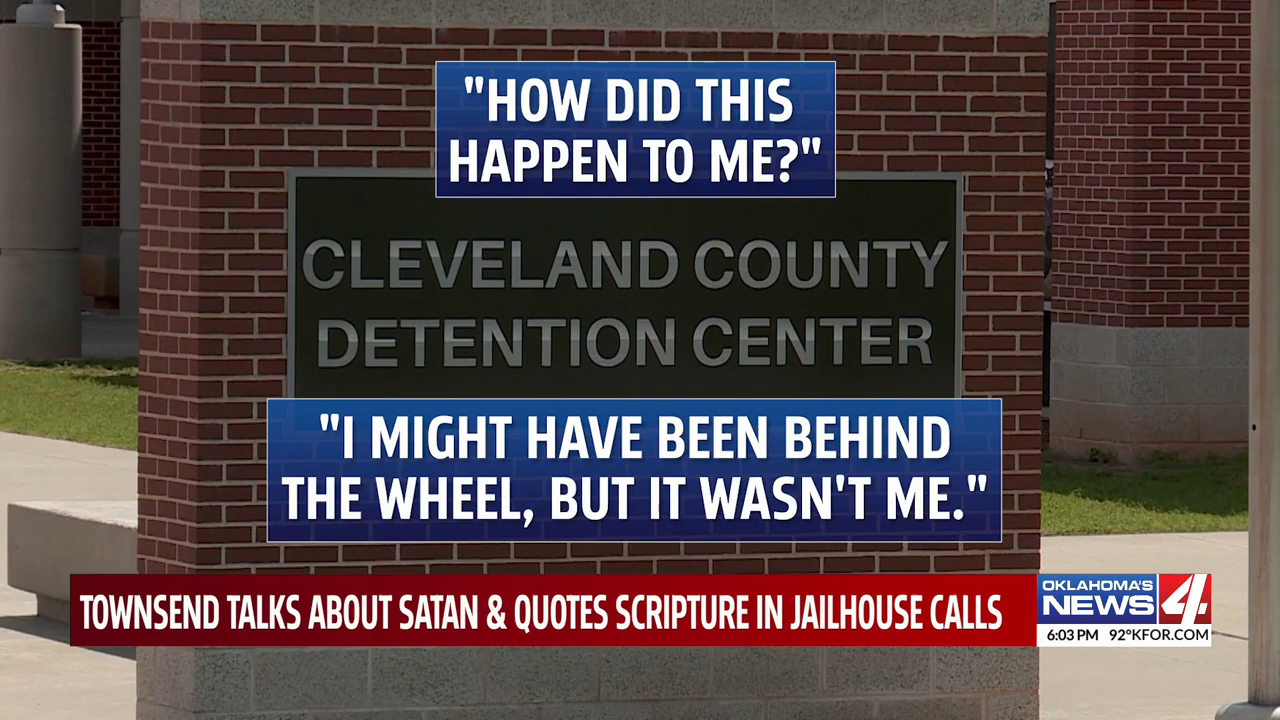 "HOW DID THIS
HAPPEN TO ME?"
CLEVELAND COUNTY
DETENTION CENTER
"I MIGHT HAVE BEEN BEHIND
THE WHEEL, BUT IT WASN'T ME."
TOWNSEND TALKS ABOUT SATAN & QUOTES SCRIPTURE IN JAILHOUSE CALLS
OKLAHOMA'S
NEWS 4
6:03 PM 92° KFOR.COM